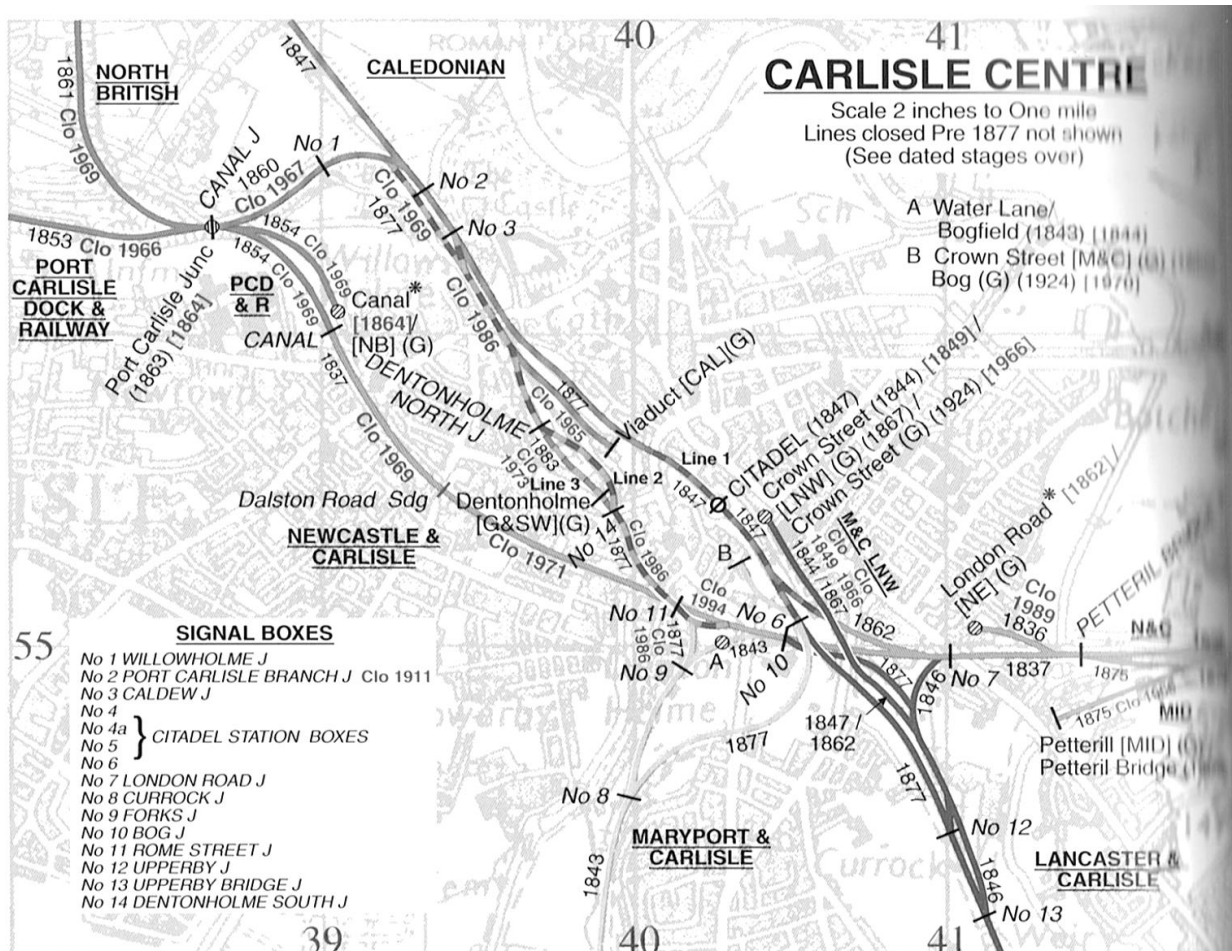 40
41
CARLISLE CENTRE
Scale 2 inches to One mile
Lines closed Pre 1877 not shown
(See dated stages over)
A Water Lane/
Bogfield (1843) [1844]
B Crown Street [M&C] (G)
Bog (G) (1924) [1970]
NORTH
BRITISH
CALEDONIAN
ROMAN FORT
1847
1861 Clo 1969
CANAL J
1860
Clo 1967
No 1
No 2
No 3
Clo 1969
1877
Castle
Sch
1853 Clo 1966
PORT
CARLISLE
DOCK &
RAILWAY
Port Carlisle Junc
(1863) [1864]
1854 Clo 1969
1854 Clo 1969
PCD
& R
Canal*
[1864]/
[NB] (G)
CANAL
1837
Clo 1986
DENTONHOLME
NORTH J
1877
Clo 1965
Viaduct [CAL](G)
Clo 1969
Dalston Road Sdg
1883
Clo
1973
Line 3
Line 2
Line 1
Dentonholme
[G&SW](G)
No 14
1877
Clo 1986
1847
CITADEL (1847)
1847
Crown Street (1844) [1849]/
[LNW] (G) (1867) /
Crown Street (G) (1924) [1966]
M&C LNW
Clo Clo
1849 1966
1844 / 1867
NEWCASTLE &
CARLISLE
Clo 1971
B
London Road* [1862]/
[NE] (G)
Clo
1989
1836
N&C
No 11
Clo
1994
No 6
1862
1877
Clo
1986
A
1843
No 9
No 10
1877
1846
No 7
1837
1875
1847 /
1862
1877
1877
1875 Clo
MID
Petterill [MID] (G)
Petteril Bridge
55
SIGNAL BOXES
No 1 WILLOWHOLME J
No 2 PORT CARLISLE BRANCH J Clo 1911
No 3 CALDEW J
No 4
No 4a
No 5
No 6
CITADEL STATION BOXES
No 7 LONDON ROAD J
No 8 CURROCK J
No 9 FORKS J
No 10 BOG J
No 11 ROME STREET J
No 12 UPPERBY J
No 13 UPPERBY BRIDGE J
No 14 DENTONHOLME SOUTH J
No 8
1843
MARYPORT &
CARLISLE
Currock
No 12
1846
No 13
LANCASTER &
CARLISLE
39
40
41